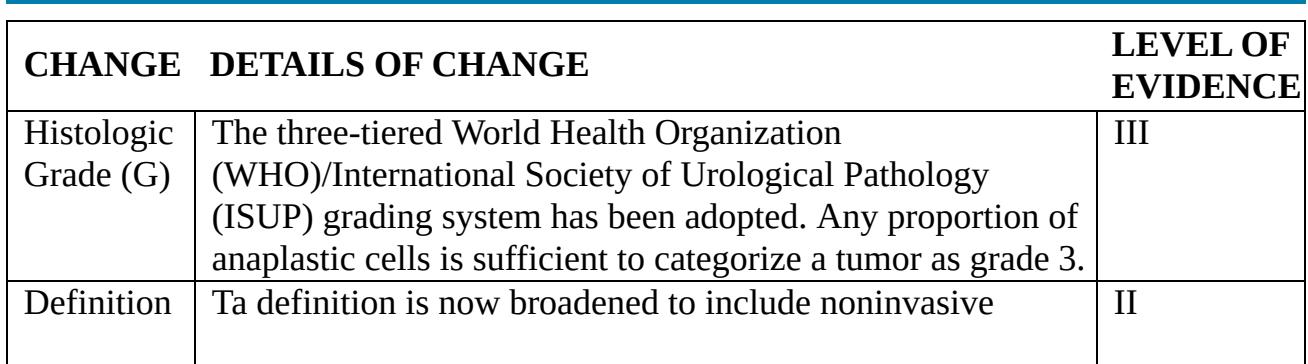 CHANGE DETAILS OF CHANGE LEVEL OF EVIDENCE
Histologic Grade (G)
The three-tiered World Health Organization
(WHO)/International Society of Urological Pathology
(ISUP) grading system has been adopted. Any proportion of
anaplastic cells is sufficient to categorize a tumor as grade 3.
III
Definition
Ta definition is now broadened to include noninvasive
II